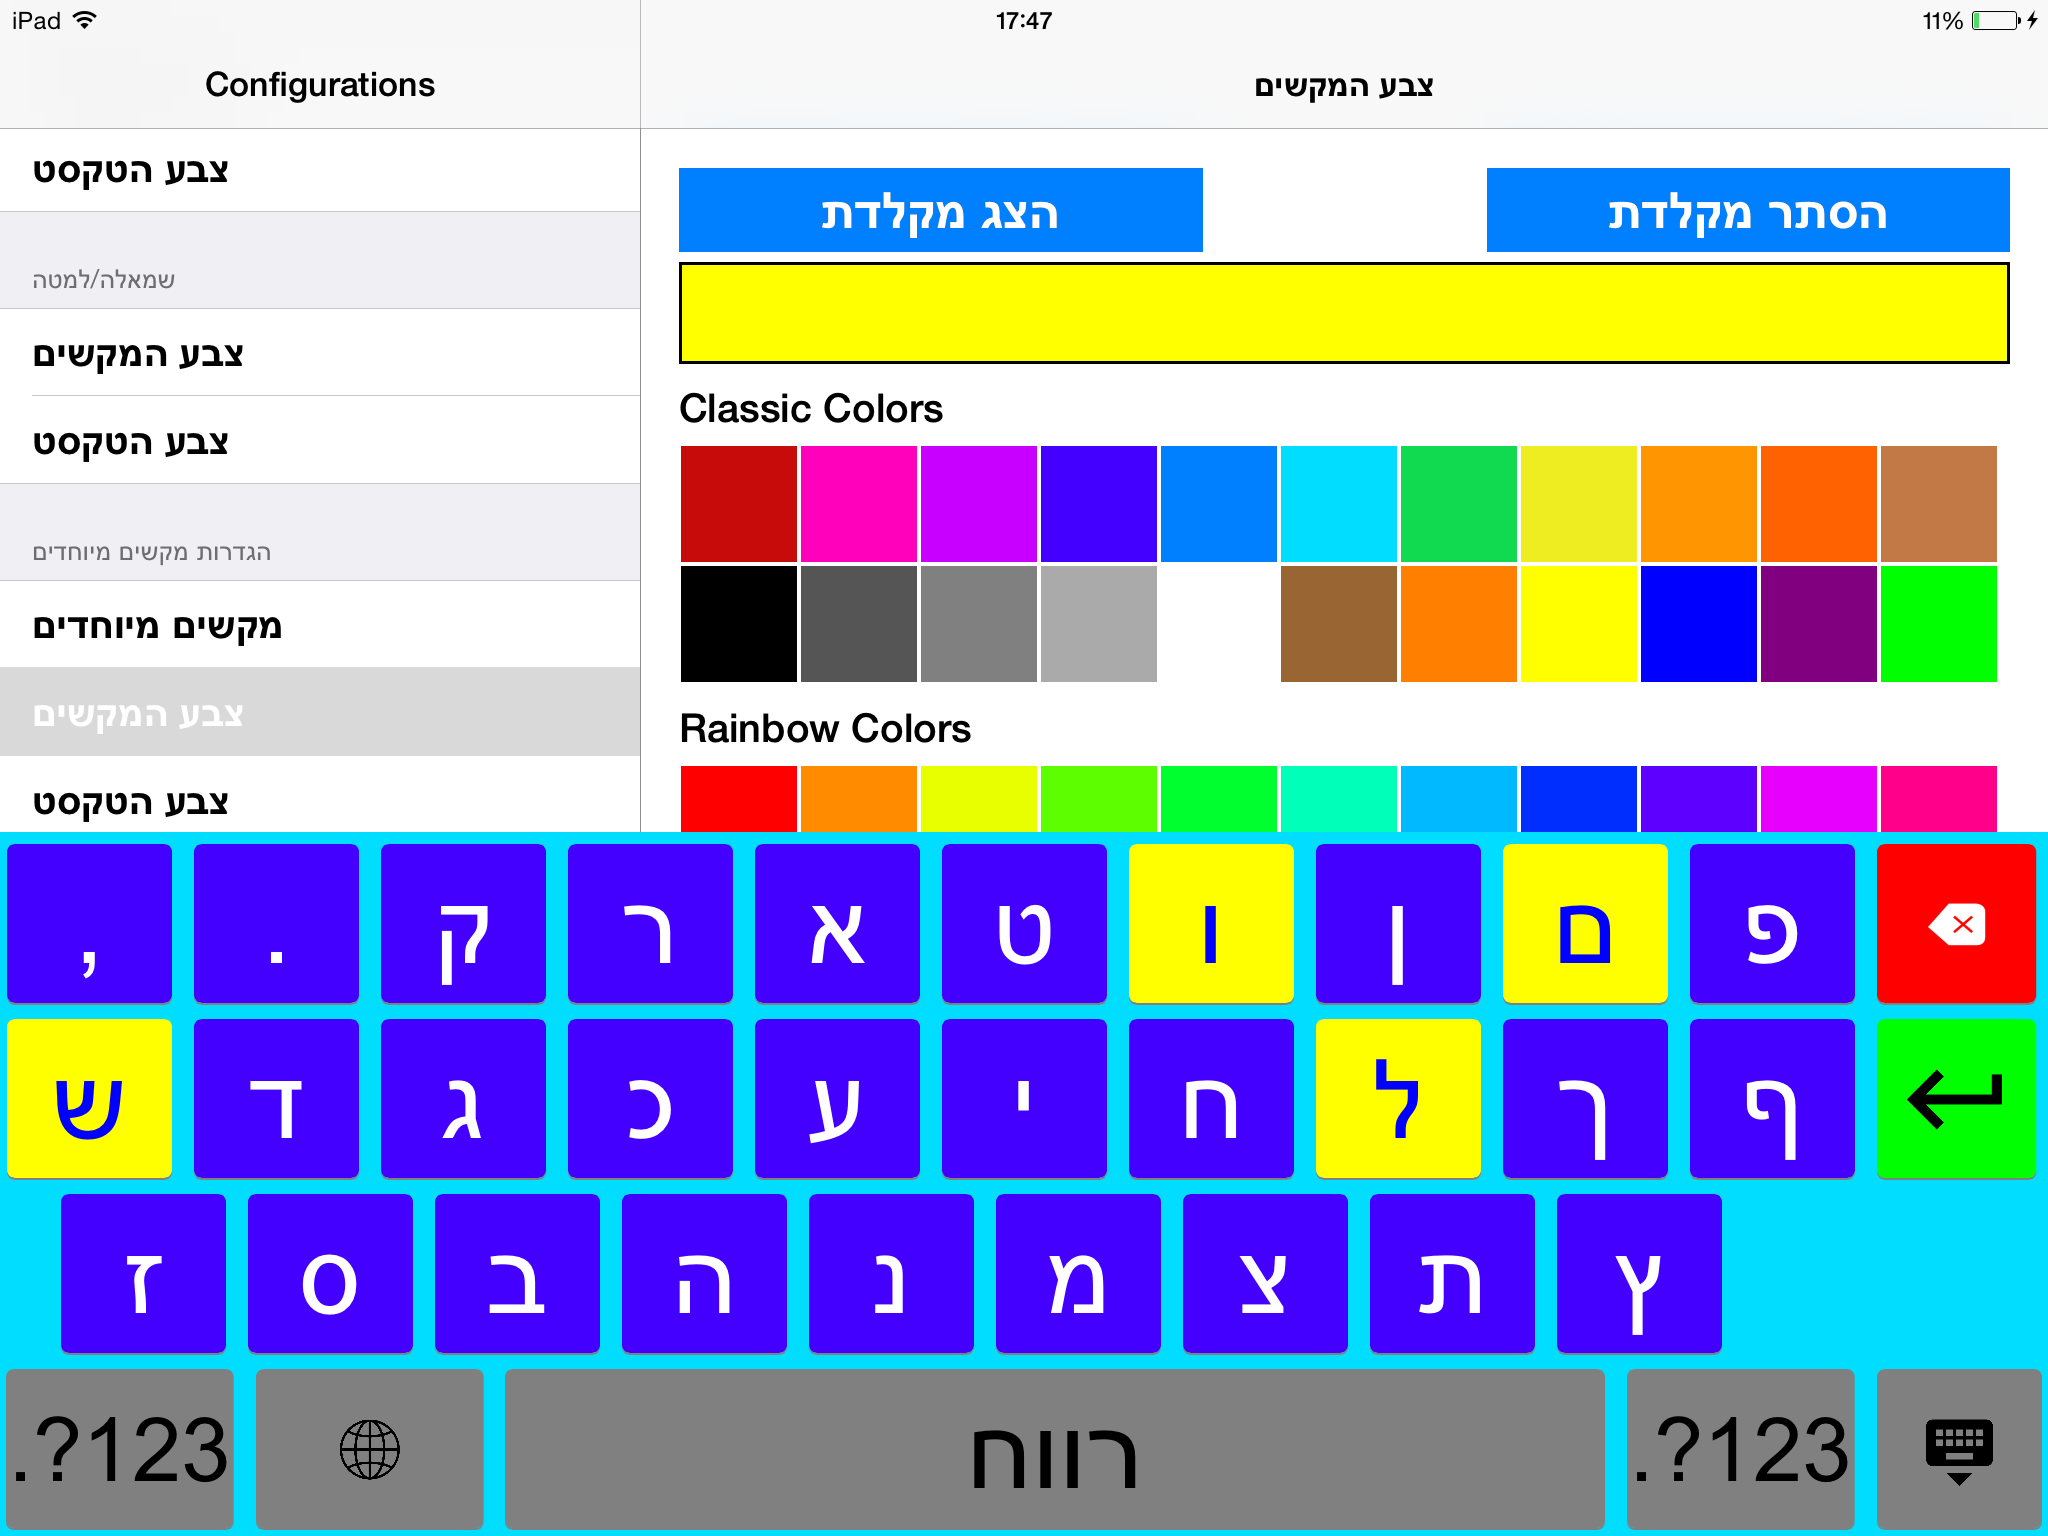 iPad 17:47 11%
Configurations
צבע הטקסט
שמאלה/למטה
צבע המקשים
צבע הטקסט
הגדרות מקשים מיוחדים
מקשים מיוחדים
צבע המקשים
צבע הטקסט
צבע המקשים
הצג מקלדת
הסתר מקלדת
Classic Colors
Rainbow Colors
, . ק ר א ט ו ן ם פ
ש ד ג כ ע י ח ל ך ף
ז ס ב ה נ מ צ ת ץ
.?123 רווח .?123